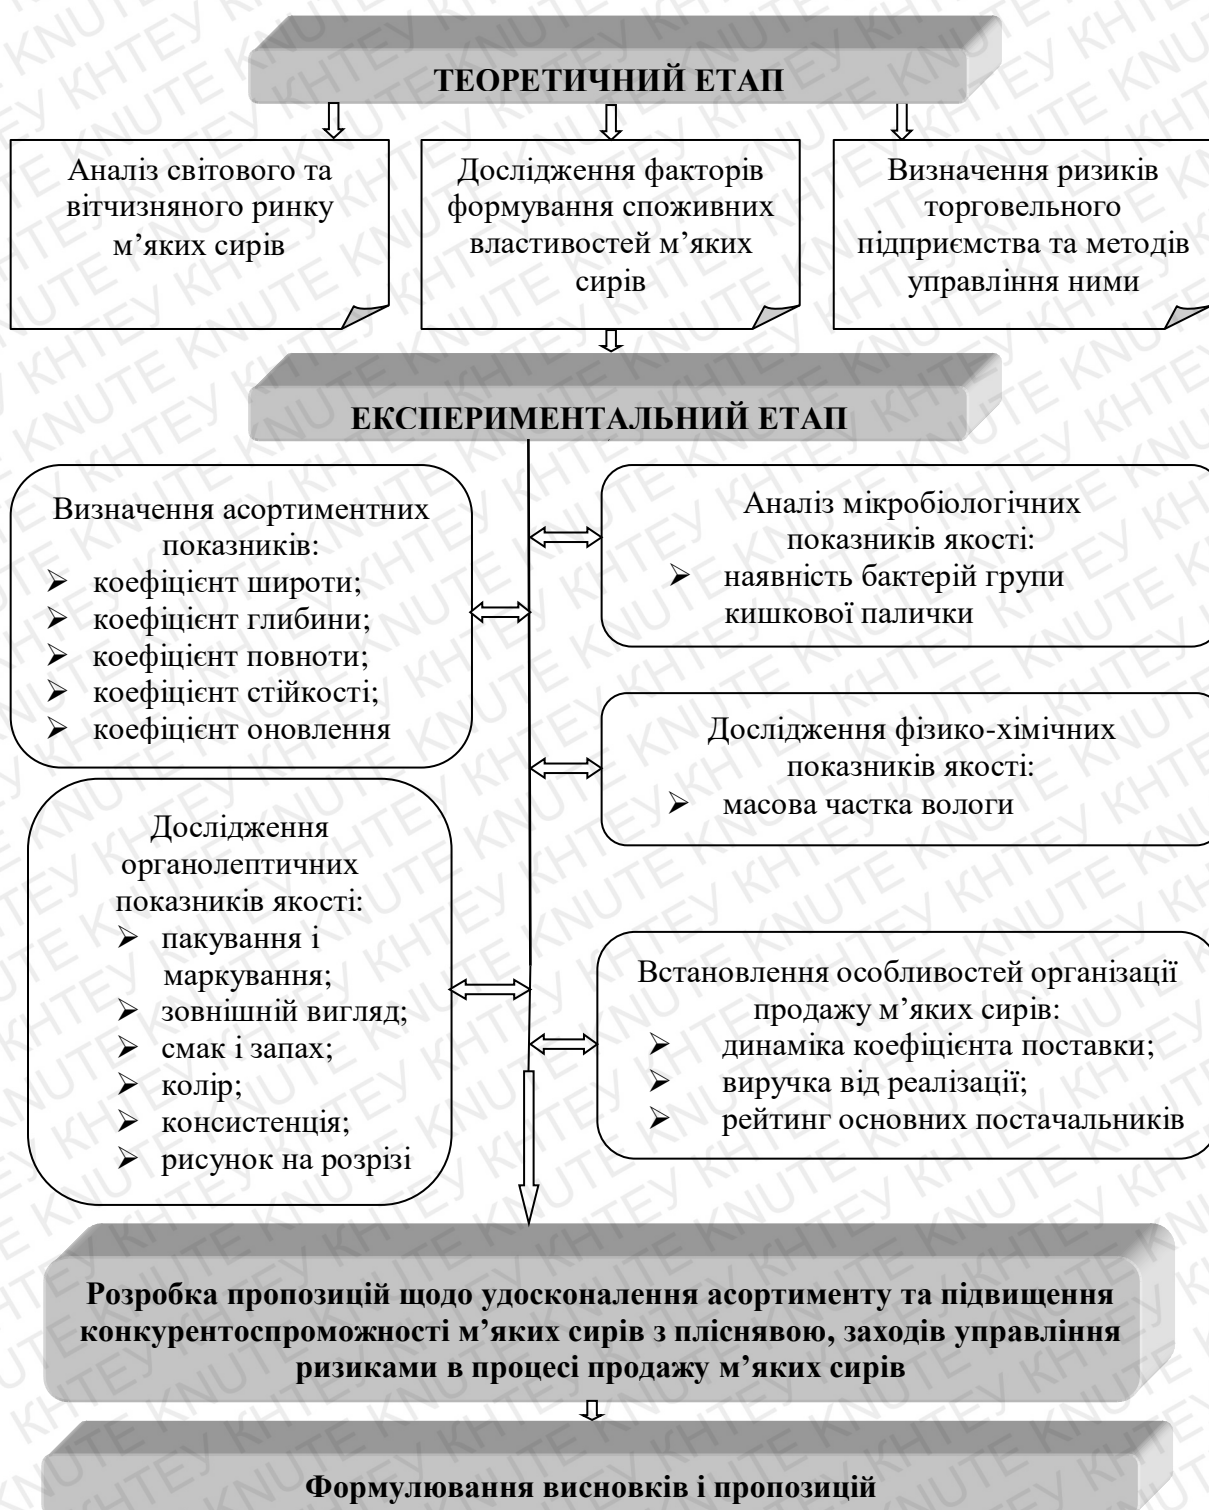 ТЕОРЕТИЧНИЙ ЕТАП
Аналіз світового та
вітчизняного ринку
м’яких сирів
Дослідження факторів
формування споживних
властивостей м’яких
сирів
Визначення ризиків
торговельного
підприємства та методів
управління ними
ЕКСПЕРИМЕНТАЛЬНИЙ ЕТАП
Визначення асортиментних
показників:
➢ коефіцієнт широти;
➢ коефіцієнт глибини;
➢ коефіцієнт повноти;
➢ коефіцієнт стійкості;
➢ коефіцієнт оновлення
Аналіз мікробіологічних
показників якості:
➢ наявність бактерій групи
кишкової палички
Дослідження фізико-хімічних
показників якості:
➢ масова частка вологи
Дослідження
органолептичних
показників якості:
➢ пакування і
маркування;
➢ зовнішній вигляд;
➢ смак і запах;
➢ колір;
➢ консистенція;
➢ рисунок на розрізі
Встановлення особливостей організації
продажу м’яких сирів:
➢ динаміка коефіцієнта поставки;
➢ виручка від реалізації;
➢ рейтинг основних постачальників
Розробка пропозицій щодо удосконалення асортименту та підвищення
конкурентоспроможності м’яких сирів з пліснявою, заходів управління
ризиками в процесі продажу м’яких сирів
Формулювання висновків і пропозицій